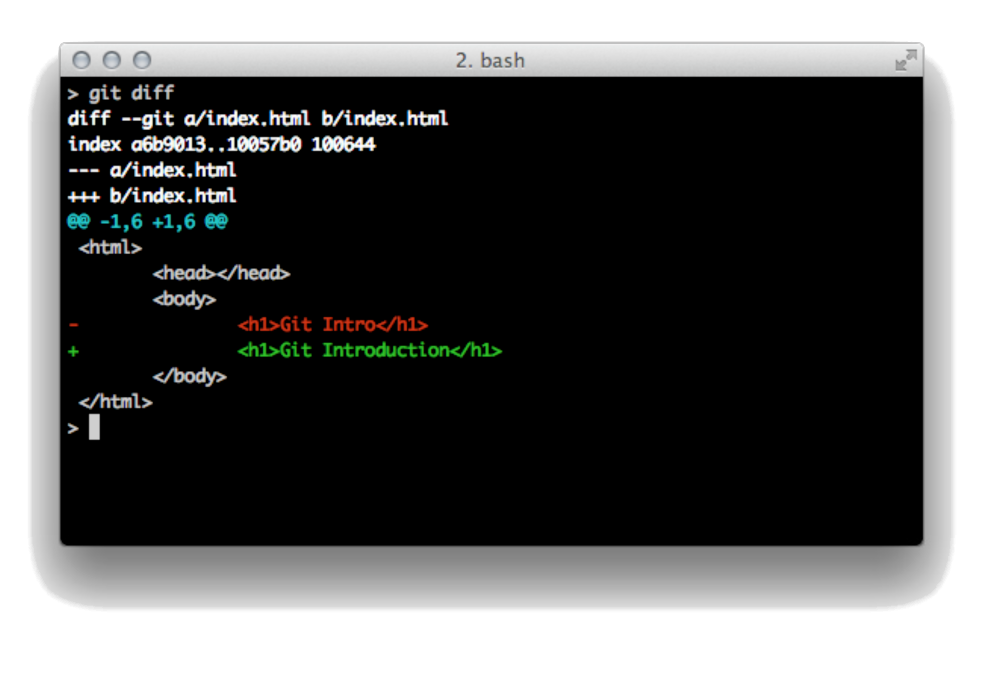 2. bash
> git diff
diff --git a/index.html b/index.html
index a6b9013..10057b0 100644
--- a/index.html
+++ b/index.html
@@ -1,6 +1,6 @@
 <html>
        <head></head>
        <body>
-               <h1>Git Intro</h1>
+               <h1>Git Introduction</h1>
        </body>
 </html>
>